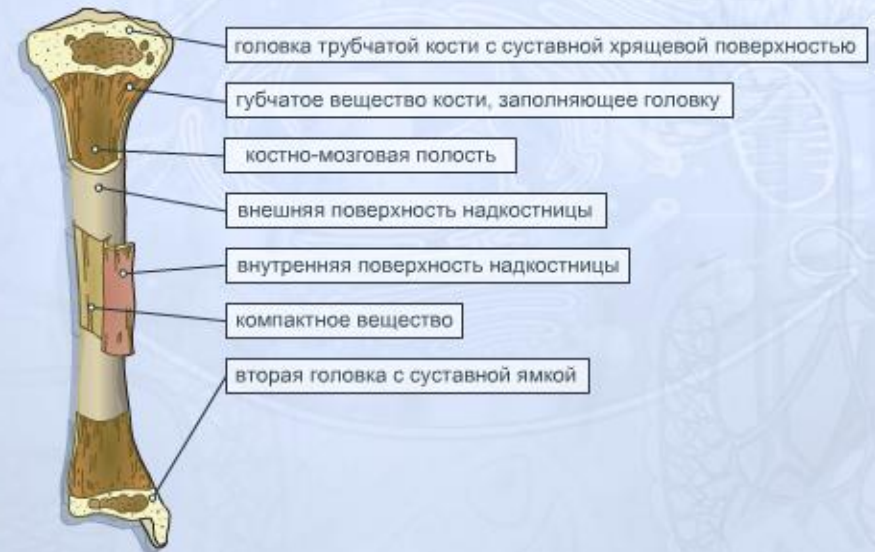 головка трубчатой кости с суставной хрящевой поверхностью
губчатое вещество кости, заполняющее головку
костно-мозговая полость
внешняя поверхность надкостницы
внутренняя поверхность надкостницы
компактное вещество
вторая головка с суставной ямкой